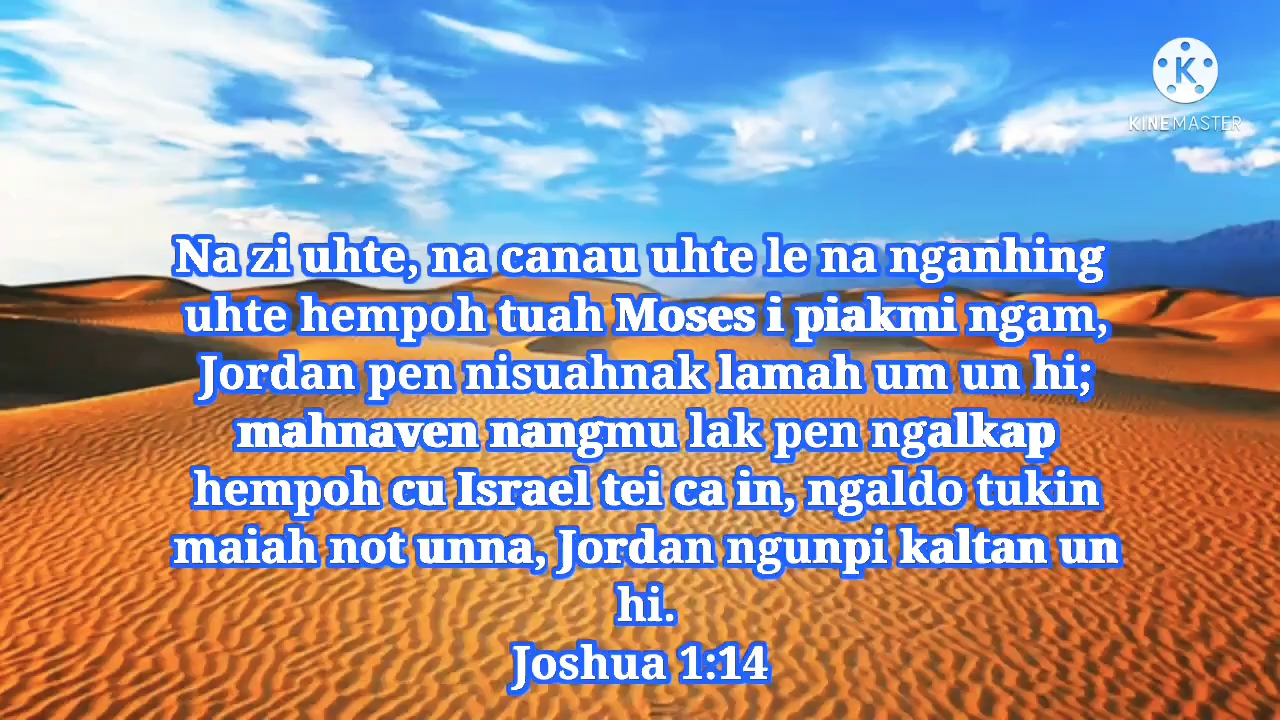 KINEMASTER
Na zi uhte, na canau uhte le na nganhing
uhte hempoh tuah Moses i piakmi ngam,
Jordan pen nisuahnak lamah um un hi;
mahnaven nangmu lak pen ngalkap
hempoh cu Israel tei ca in, ngaldo tukin
maiah not unna, Jordan ngunpi kaltan un
hi.
Joshua 1:14